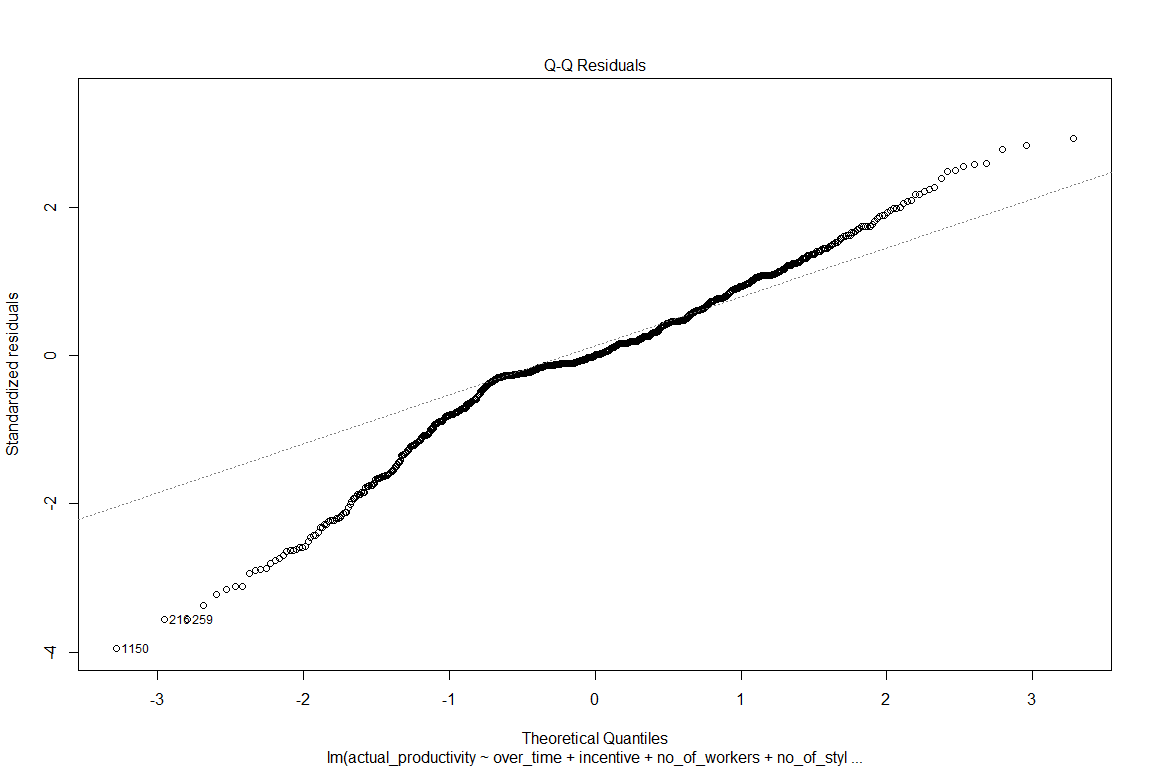 Q-Q Residuals
Standardized residuals
2
0
-2
-4
216
259
1150
-3 -2 -1 0 1 2 3
Theoretical Quantiles
lm(actual_productivity ~ over_time + incentive + no_of_workers + no_of_styl ...